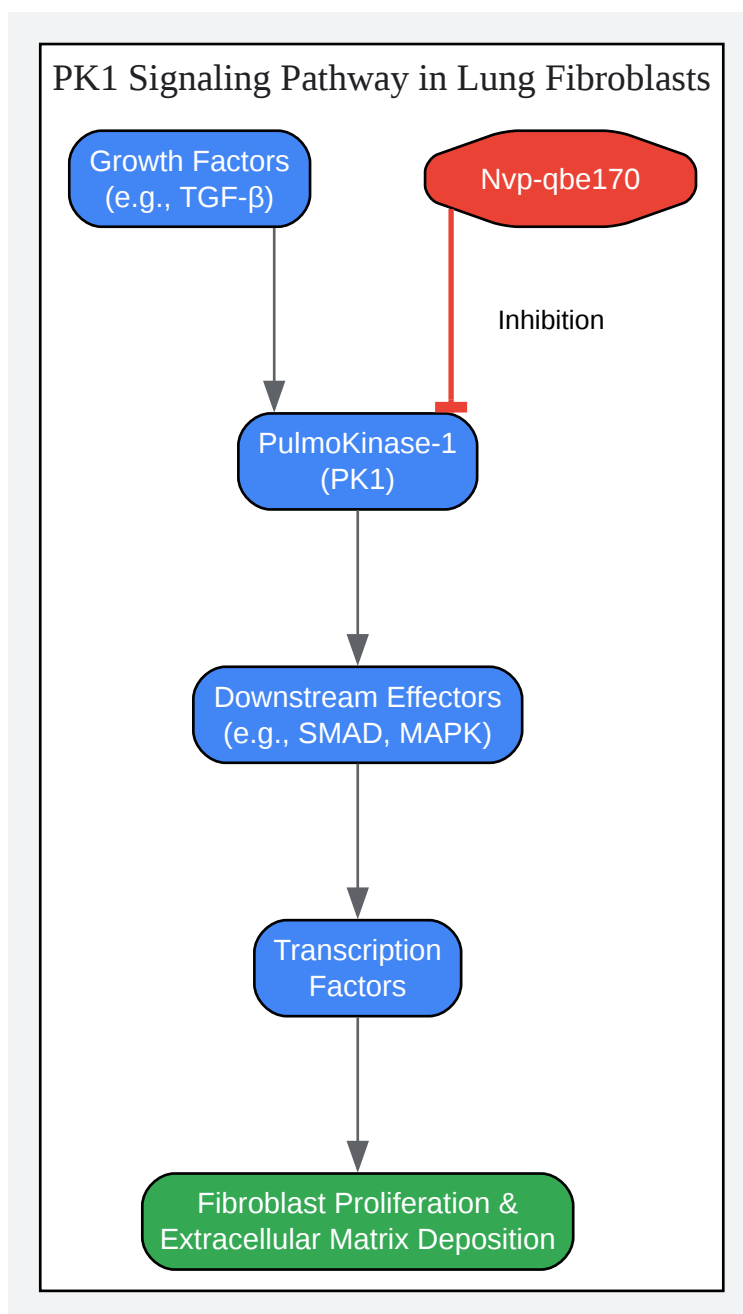 PK1 Signaling Pathway in Lung Fibroblasts
Growth Factors
(e.g., TGF-β)
Nvp-qbe170
Inhibition
PulmoKinase-1
(PK1)
Downstream Effectors
(e.g., SMAD, MAPK)
Transcription
Factors
Fibroblast Proliferation &
Extracellular Matrix Deposition